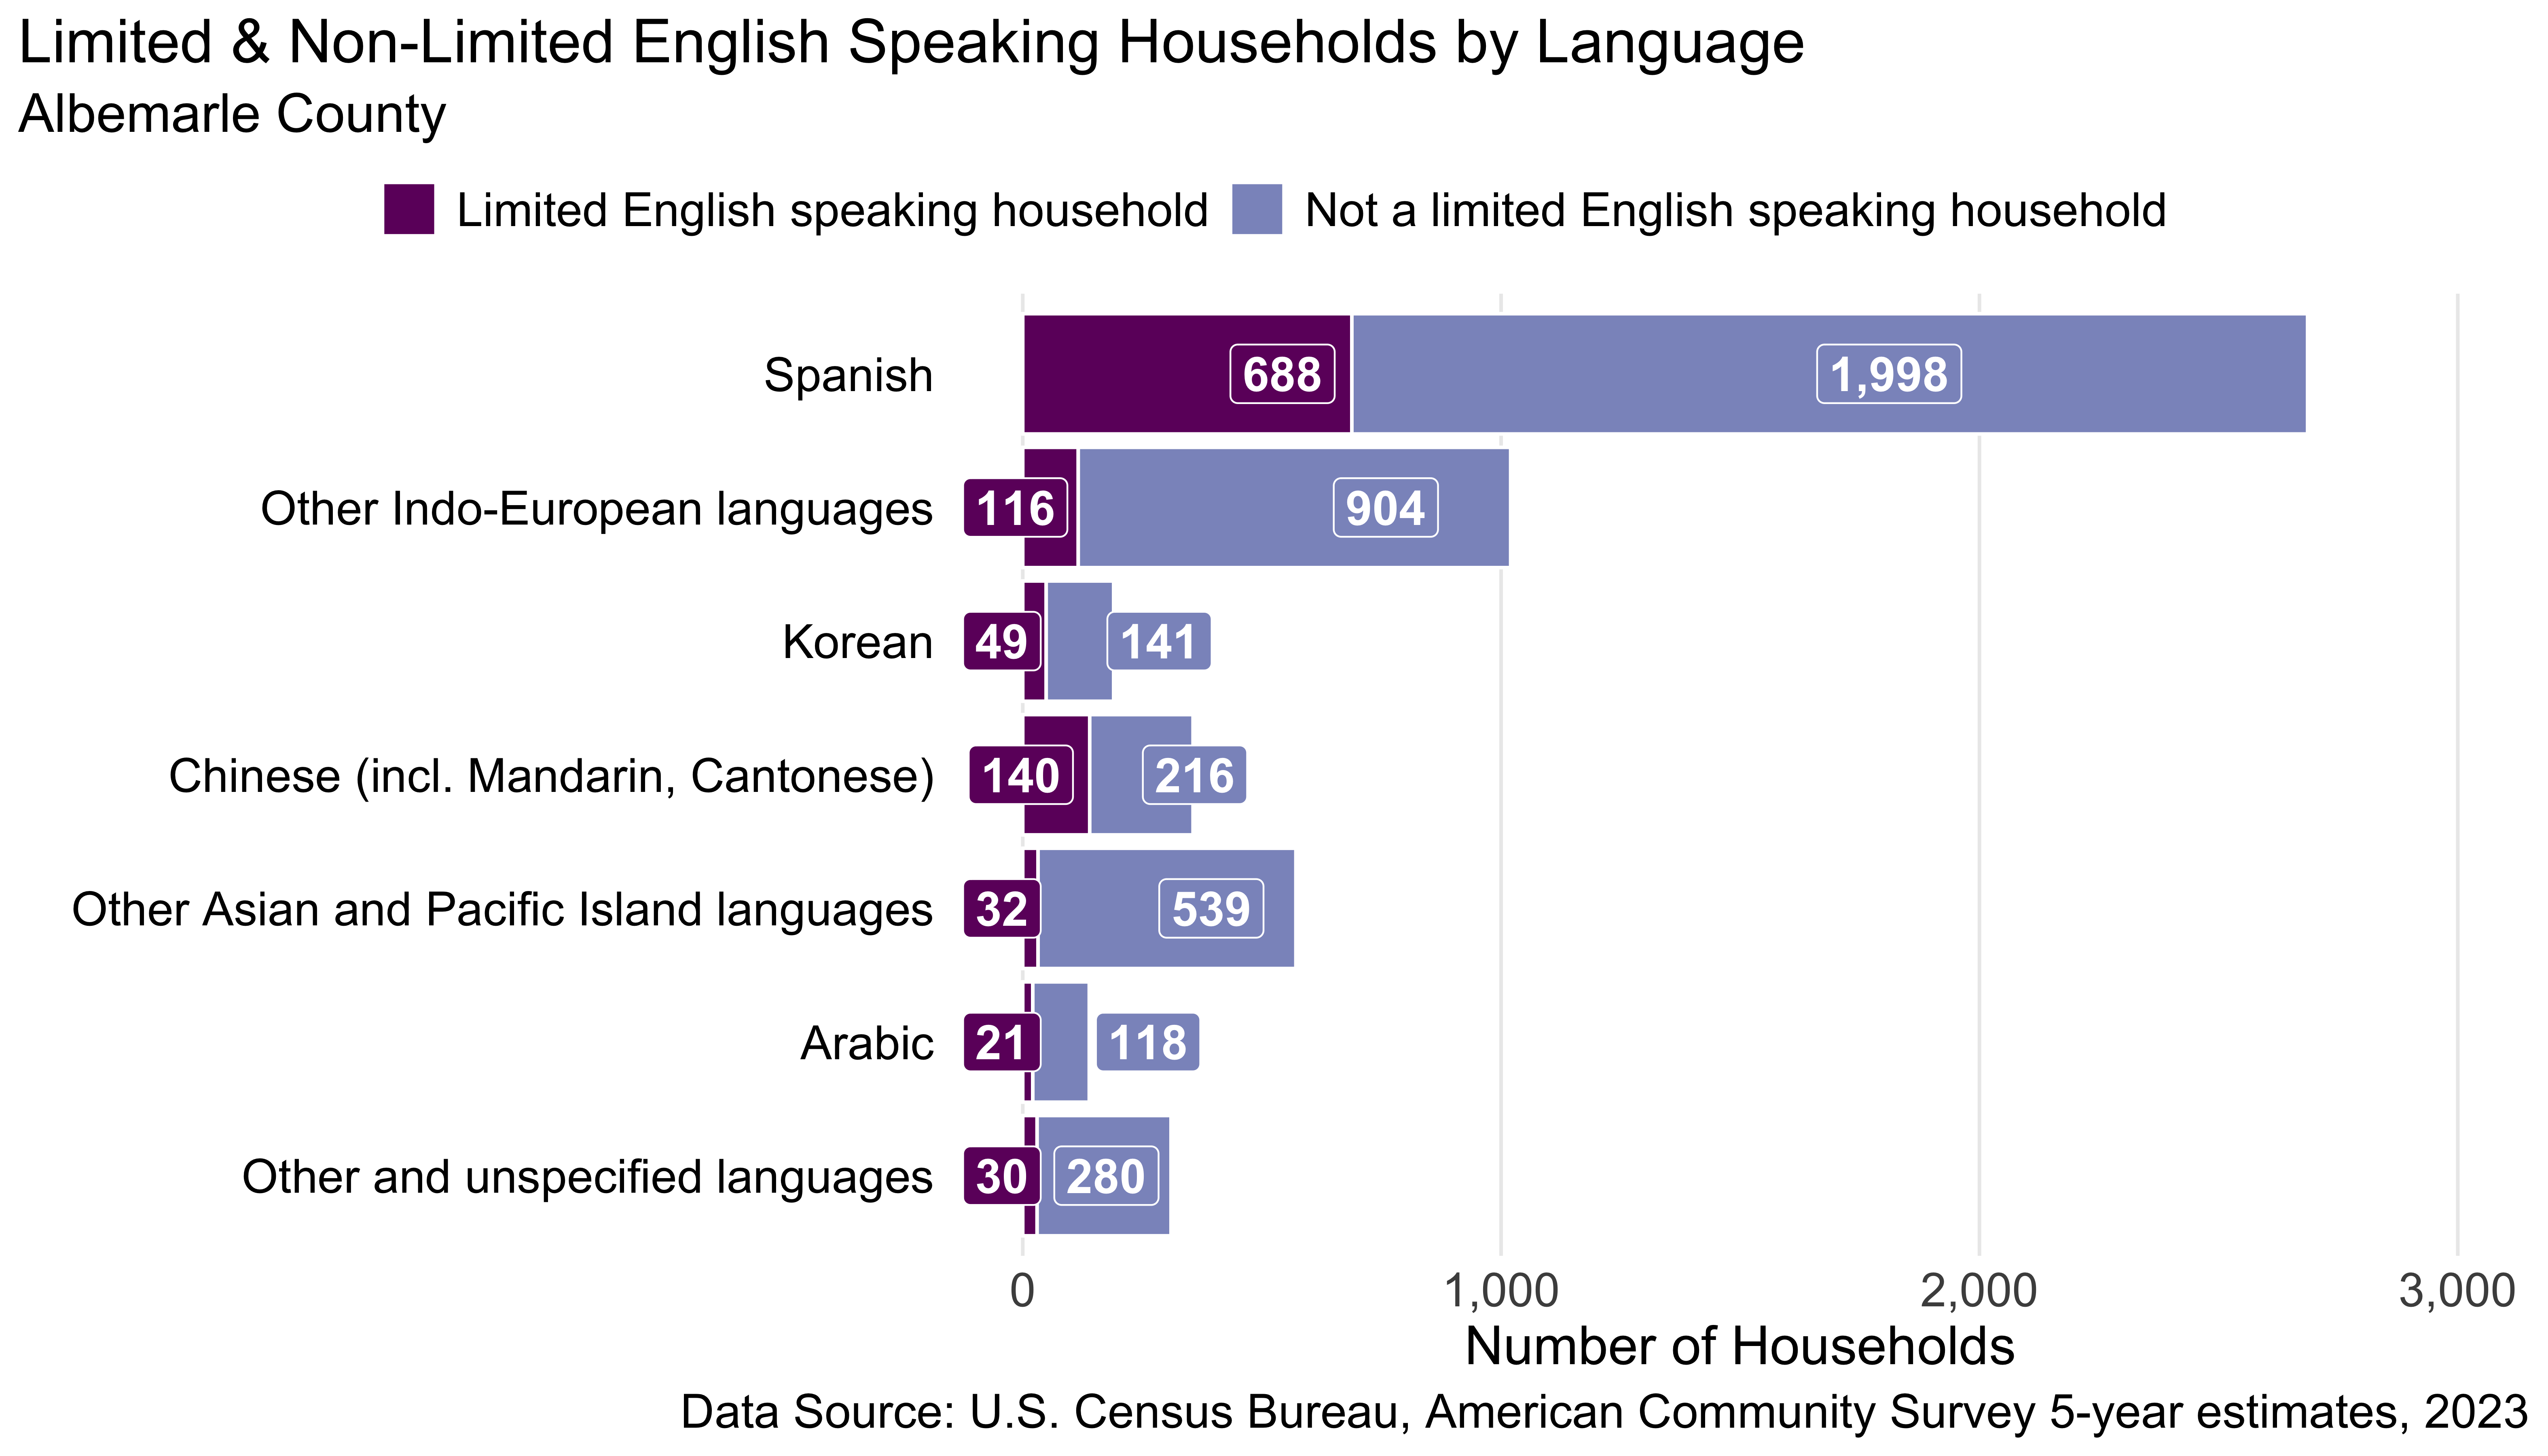 Limited & Non-Limited English Speaking Households by Language
Albemarle County
Limited English speaking household Not a limited English speaking household
Spanish 688 1,998
Other Indo-European languages 116 904
Korean 49 141
Chinese (incl. Mandarin, Cantonese) 140 216
Other Asian and Pacific Island languages 32 539
Arabic 21 118
Other and unspecified languages 30 280
0 1,000 2,000 3,000
Number of Households
Data Source: U.S. Census Bureau, American Community Survey 5-year estimates, 2023